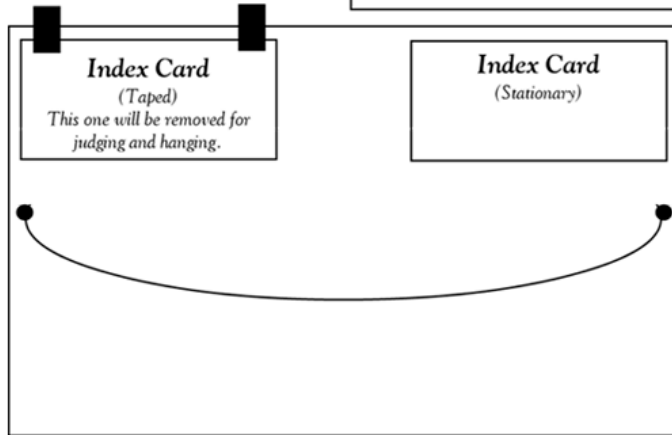 Index Card
(Taped)
This one will be removed for
judging and hanging.
Index Card
(Stationary)